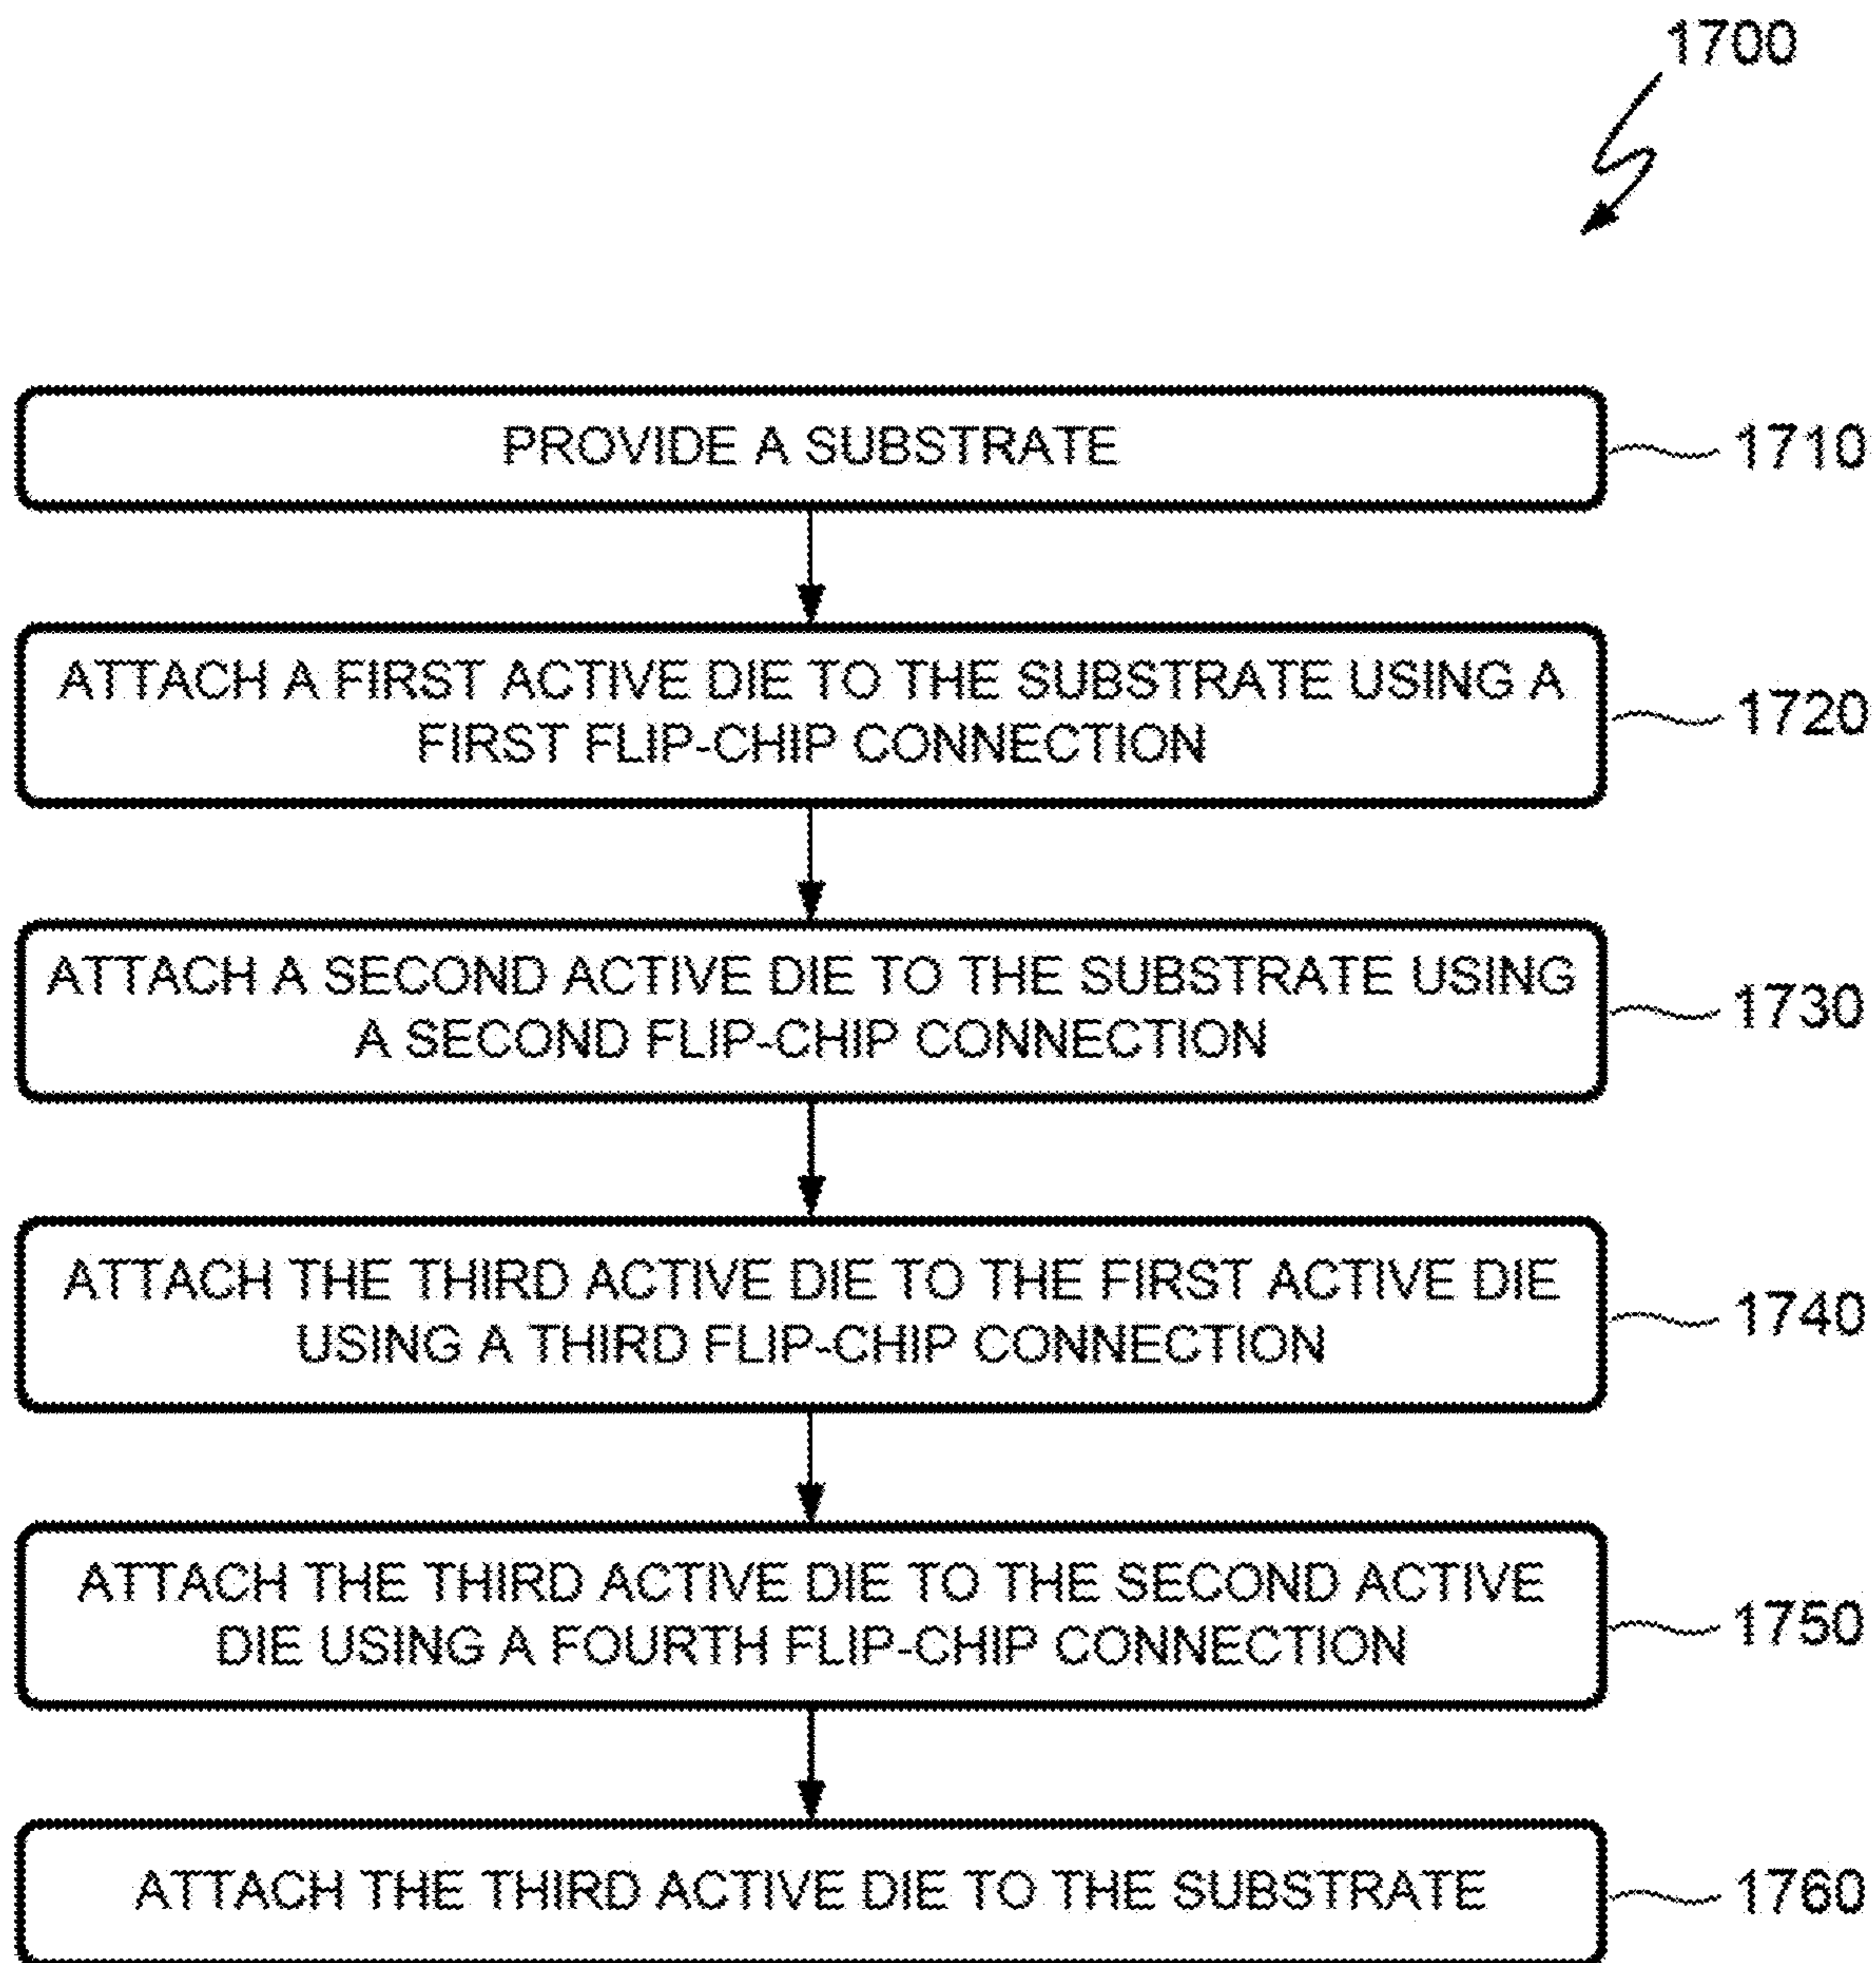 1700
PROVIDE A SUBSTRATE
1710
ATTACH A FIRST ACTIVE DIE TO THE SUBSTRATE USING A
FIRST FLIP-CHIP CONNECTION
1720
ATTACH A SECOND ACTIVE DIE TO THE SUBSTRATE USING
A SECOND FLIP-CHIP CONNECTION
1730
ATTACH THE THIRD ACTIVE DIE TO THE FIRST ACTIVE DIE
USING A THIRD FLIP-CHIP CONNECTION
1740
ATTACH THE THIRD ACTIVE DIE TO THE SECOND ACTIVE
DIE USING A FOURTH FLIP-CHIP CONNECTION
1750
ATTACH THE THIRD ACTIVE DIE TO THE SUBSTRATE
1760